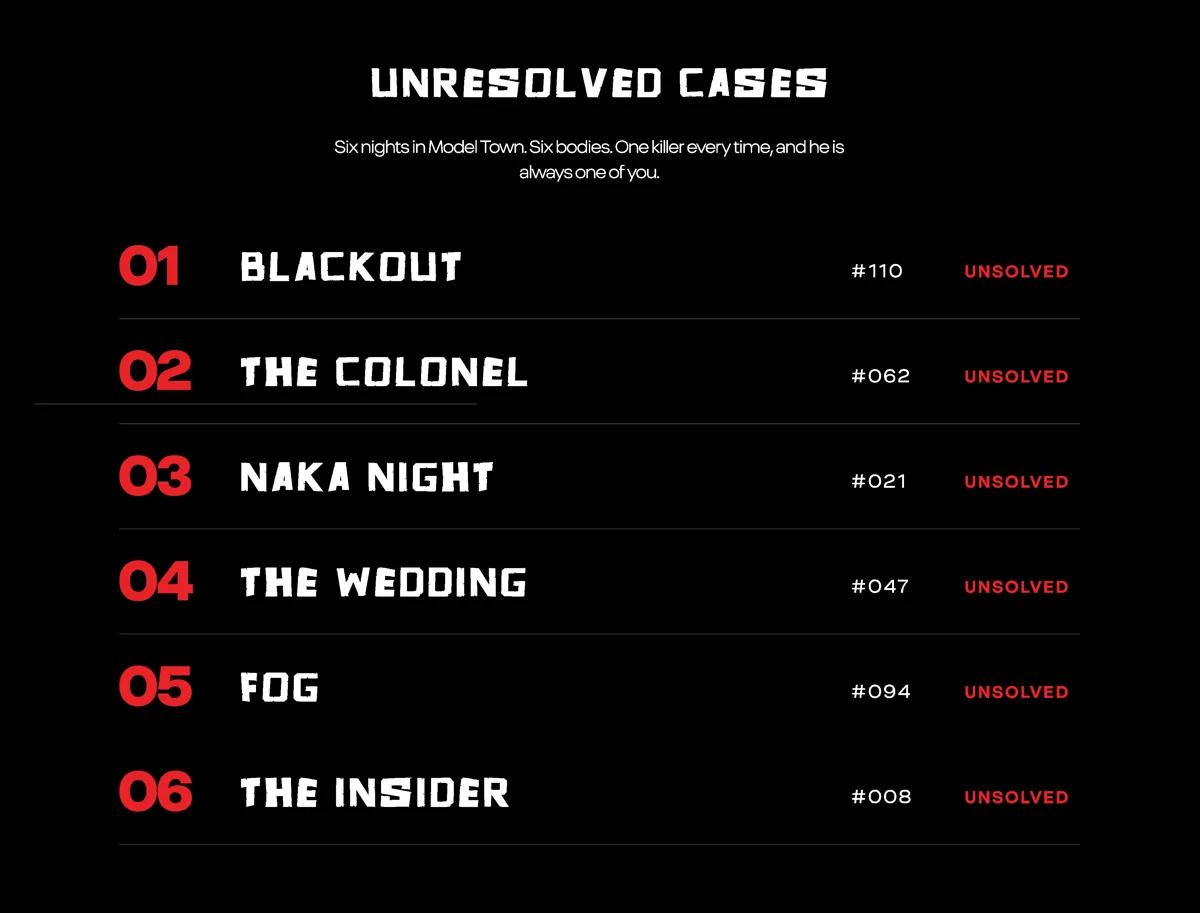 UNRESOLVED CASES
Six nights in Model Town. Six bodies. One killer every time, and he is
always one of you.
01 BLACKOUT #110 UNSOLVED
02 THE COLONEL #062 UNSOLVED
03 NAKA NIGHT #021 UNSOLVED
04 THE WEDDING #047 UNSOLVED
05 FOG #094 UNSOLVED
06 THE INSIDER #008 UNSOLVED